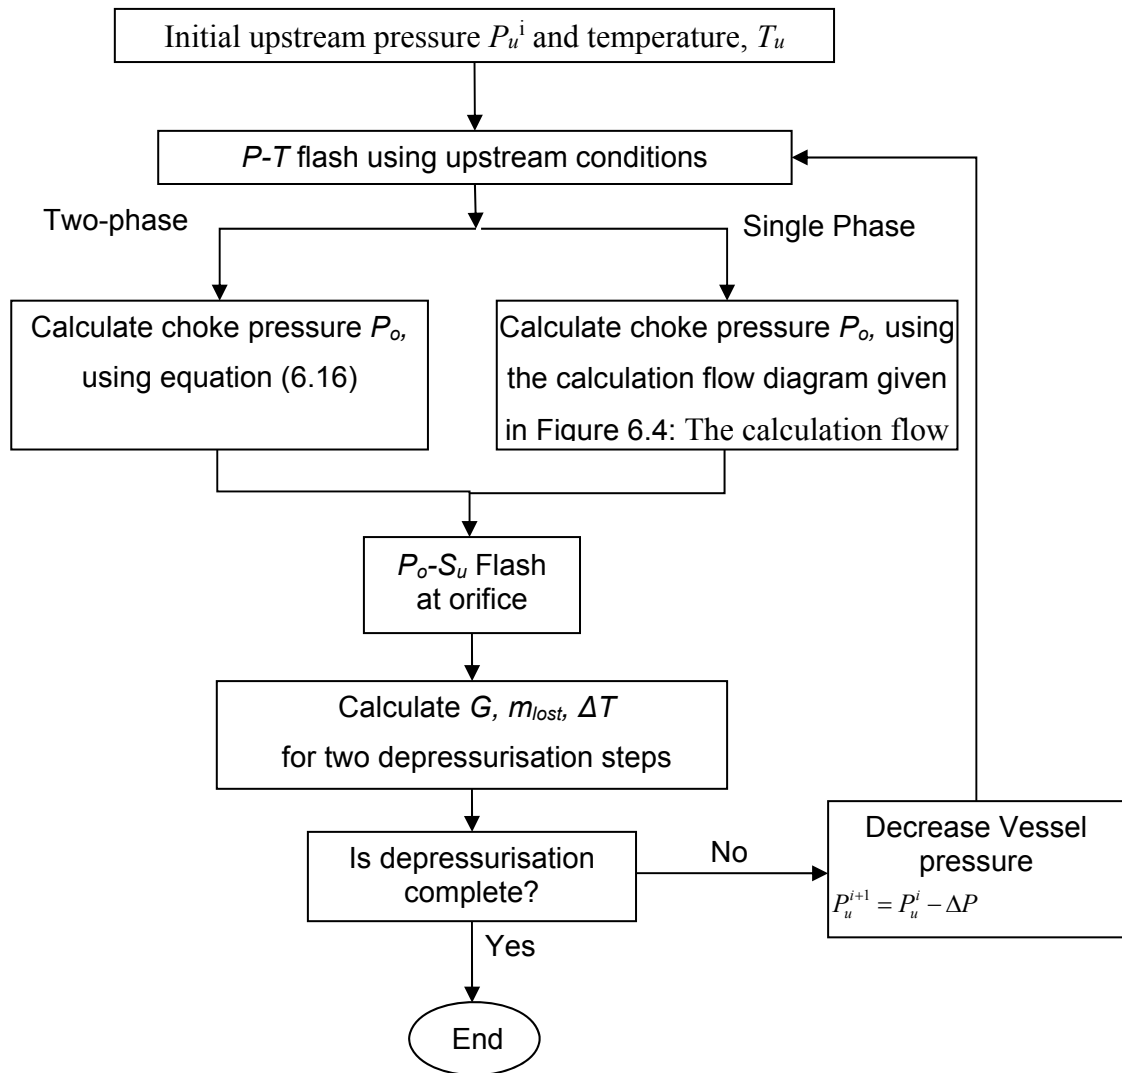 Initial upstream pressure Pᵤⁱ and temperature, Tᵤ
P-T flash using upstream conditions
Two-phase
Single Phase
Calculate choke pressure Pₒ,
using equation (6.16)
Calculate choke pressure Pₒ, using
the calculation flow diagram given
in Figure 6.4: The calculation flow
Pₒ-Sᵤ Flash
at orifice
Calculate G, m_lost, ΔT
for two depressurisation steps
Is depressurisation
complete?
No
Decrease Vessel
pressure
Pᵤⁱ⁺¹ = Pᵤⁱ − ΔP
Yes
End